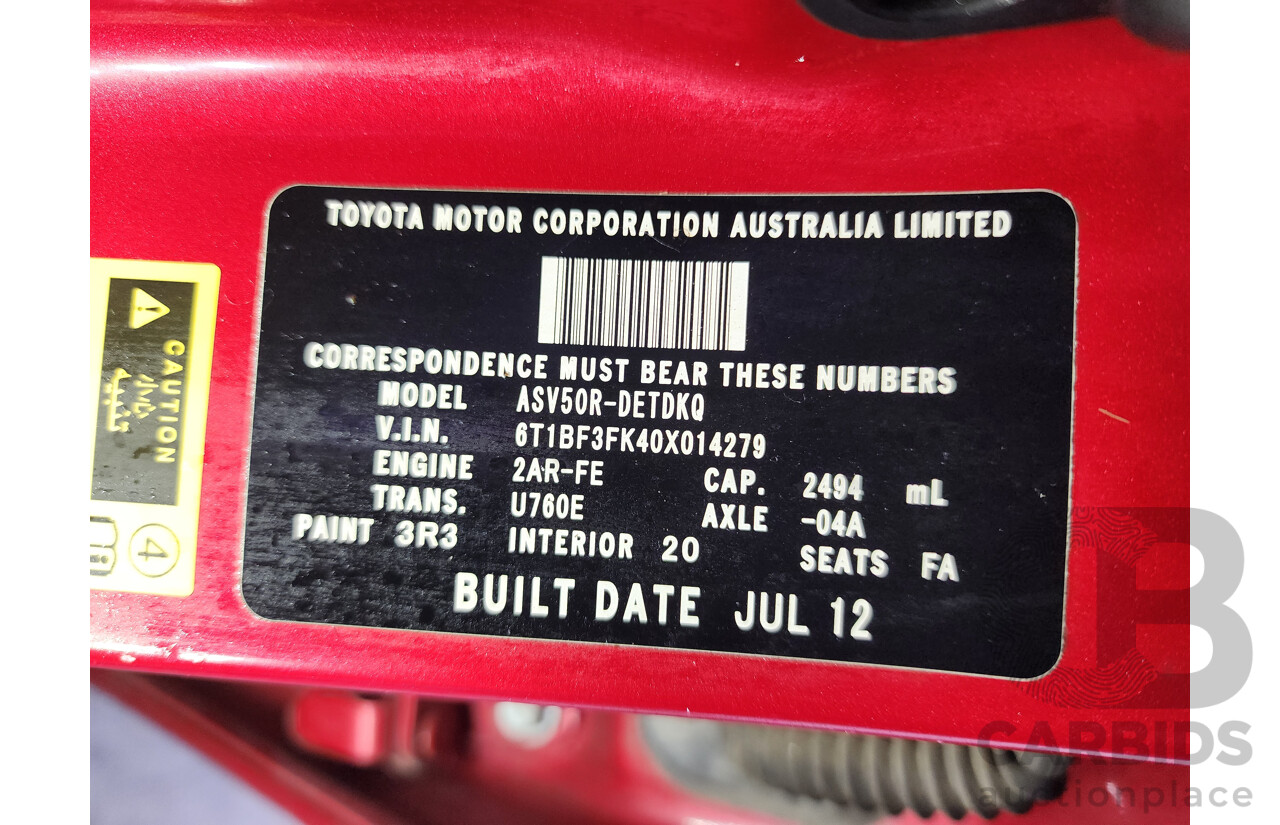 TOYOTA MOTOR CORPORATION AUSTRALIA LIMITED
CORRESPONDENCE MUST BEAR THESE NUMBERS
MODEL ASV50R-DETDKQ
V.I.N. 6T1BF3FK40X014279
ENGINE 2AR-FE CAP. 2494 mL
TRANS. U760E AXLE -04A
PAINT 3R3 INTERIOR 20 SEATS FA
BUILT DATE JUL 12
CAUTION
4
B
CARBIDS
auctionplace